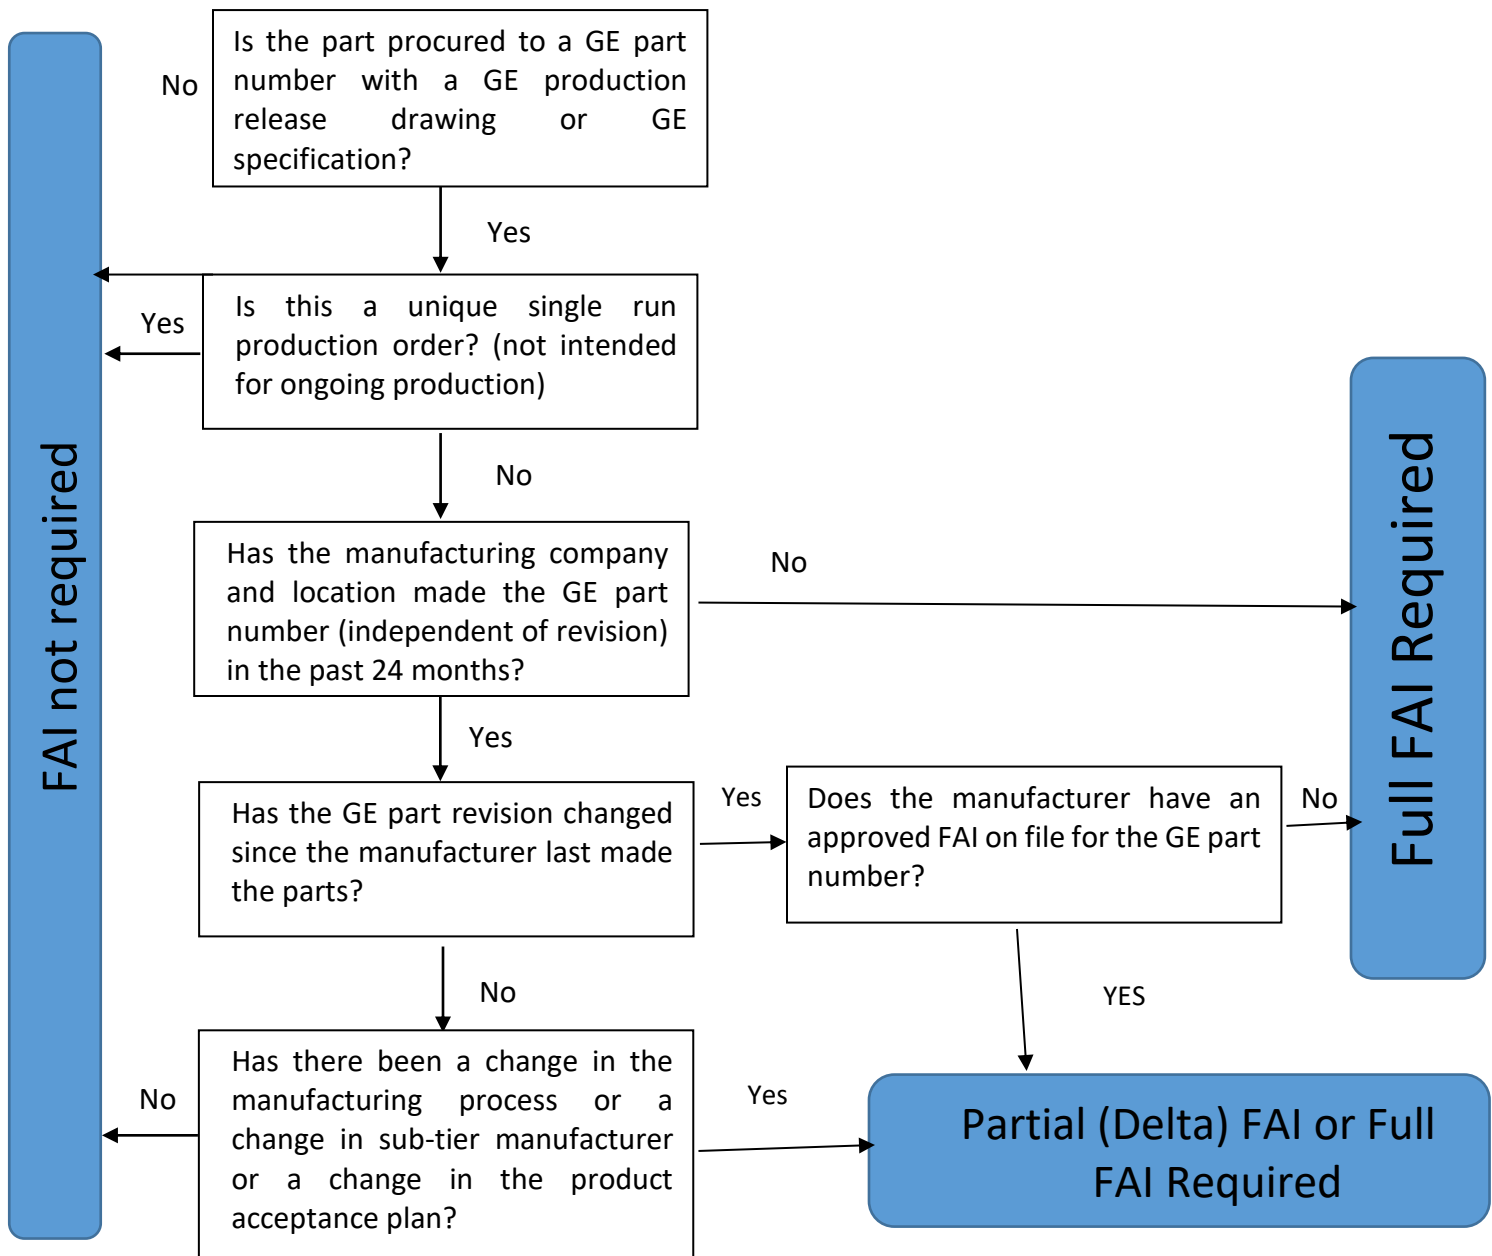 Is the part procured to a GE part
number with a GE production
release drawing or GE
specification?
No
Yes
Is this a unique single run
production order? (not intended
for ongoing production)
Yes
No
Has the manufacturing company
and location made the GE part
number (independent of revision)
in the past 24 months?
No
Yes
Has the GE part revision changed
since the manufacturer last made
the parts?
Yes
Does the manufacturer have an
approved FAI on file for the GE part
number?
No
No
YES
Has there been a change in the
manufacturing process or a
change in sub-tier manufacturer
or a change in the product
acceptance plan?
No
Yes
Partial (Delta) FAI or Full
FAI Required
FAI not required
Full FAI Required